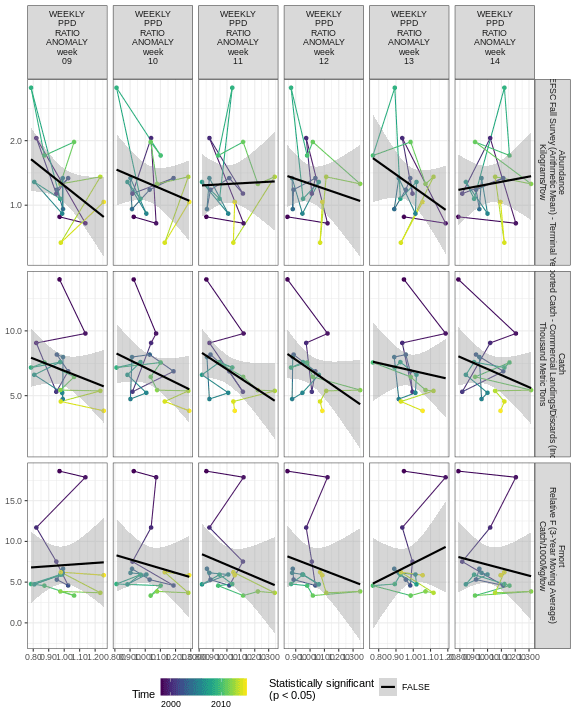 WEEKLY
PPD
RATIO
ANOMALY
week
09
WEEKLY
PPD
RATIO
ANOMALY
week
10
WEEKLY
PPD
RATIO
ANOMALY
week
11
WEEKLY
PPD
RATIO
ANOMALY
week
12
WEEKLY
PPD
RATIO
ANOMALY
week
13
WEEKLY
PPD
RATIO
ANOMALY
week
14
2.0
1.0
Abundance
EFSC Fall Survey (Arithmetic Mean) - Terminal Ye
Kilograms/Tow
10.0
5.0
Catch
ported Catch - Commercial Landings/Discards (Inc
Thousand Metric Tons
15.0
10.0
5.0
0.0
Fmort
Relative F (3-Year Moving Average)
Catch/1000/kg/tow
0.80 0.90 1.00 1.10 1.20
0.80 0.90 1.00 1.10 1.20 1.30
0.90 1.00 1.10 1.20 1.30
0.90 1.00 1.10 1.20 1.30
0.80 0.90 1.00 1.10 1.20
0.80 0.90 1.00 1.10 1.20 1.300
Time
2000
2010
Statistically significant
(p < 0.05)
FALSE